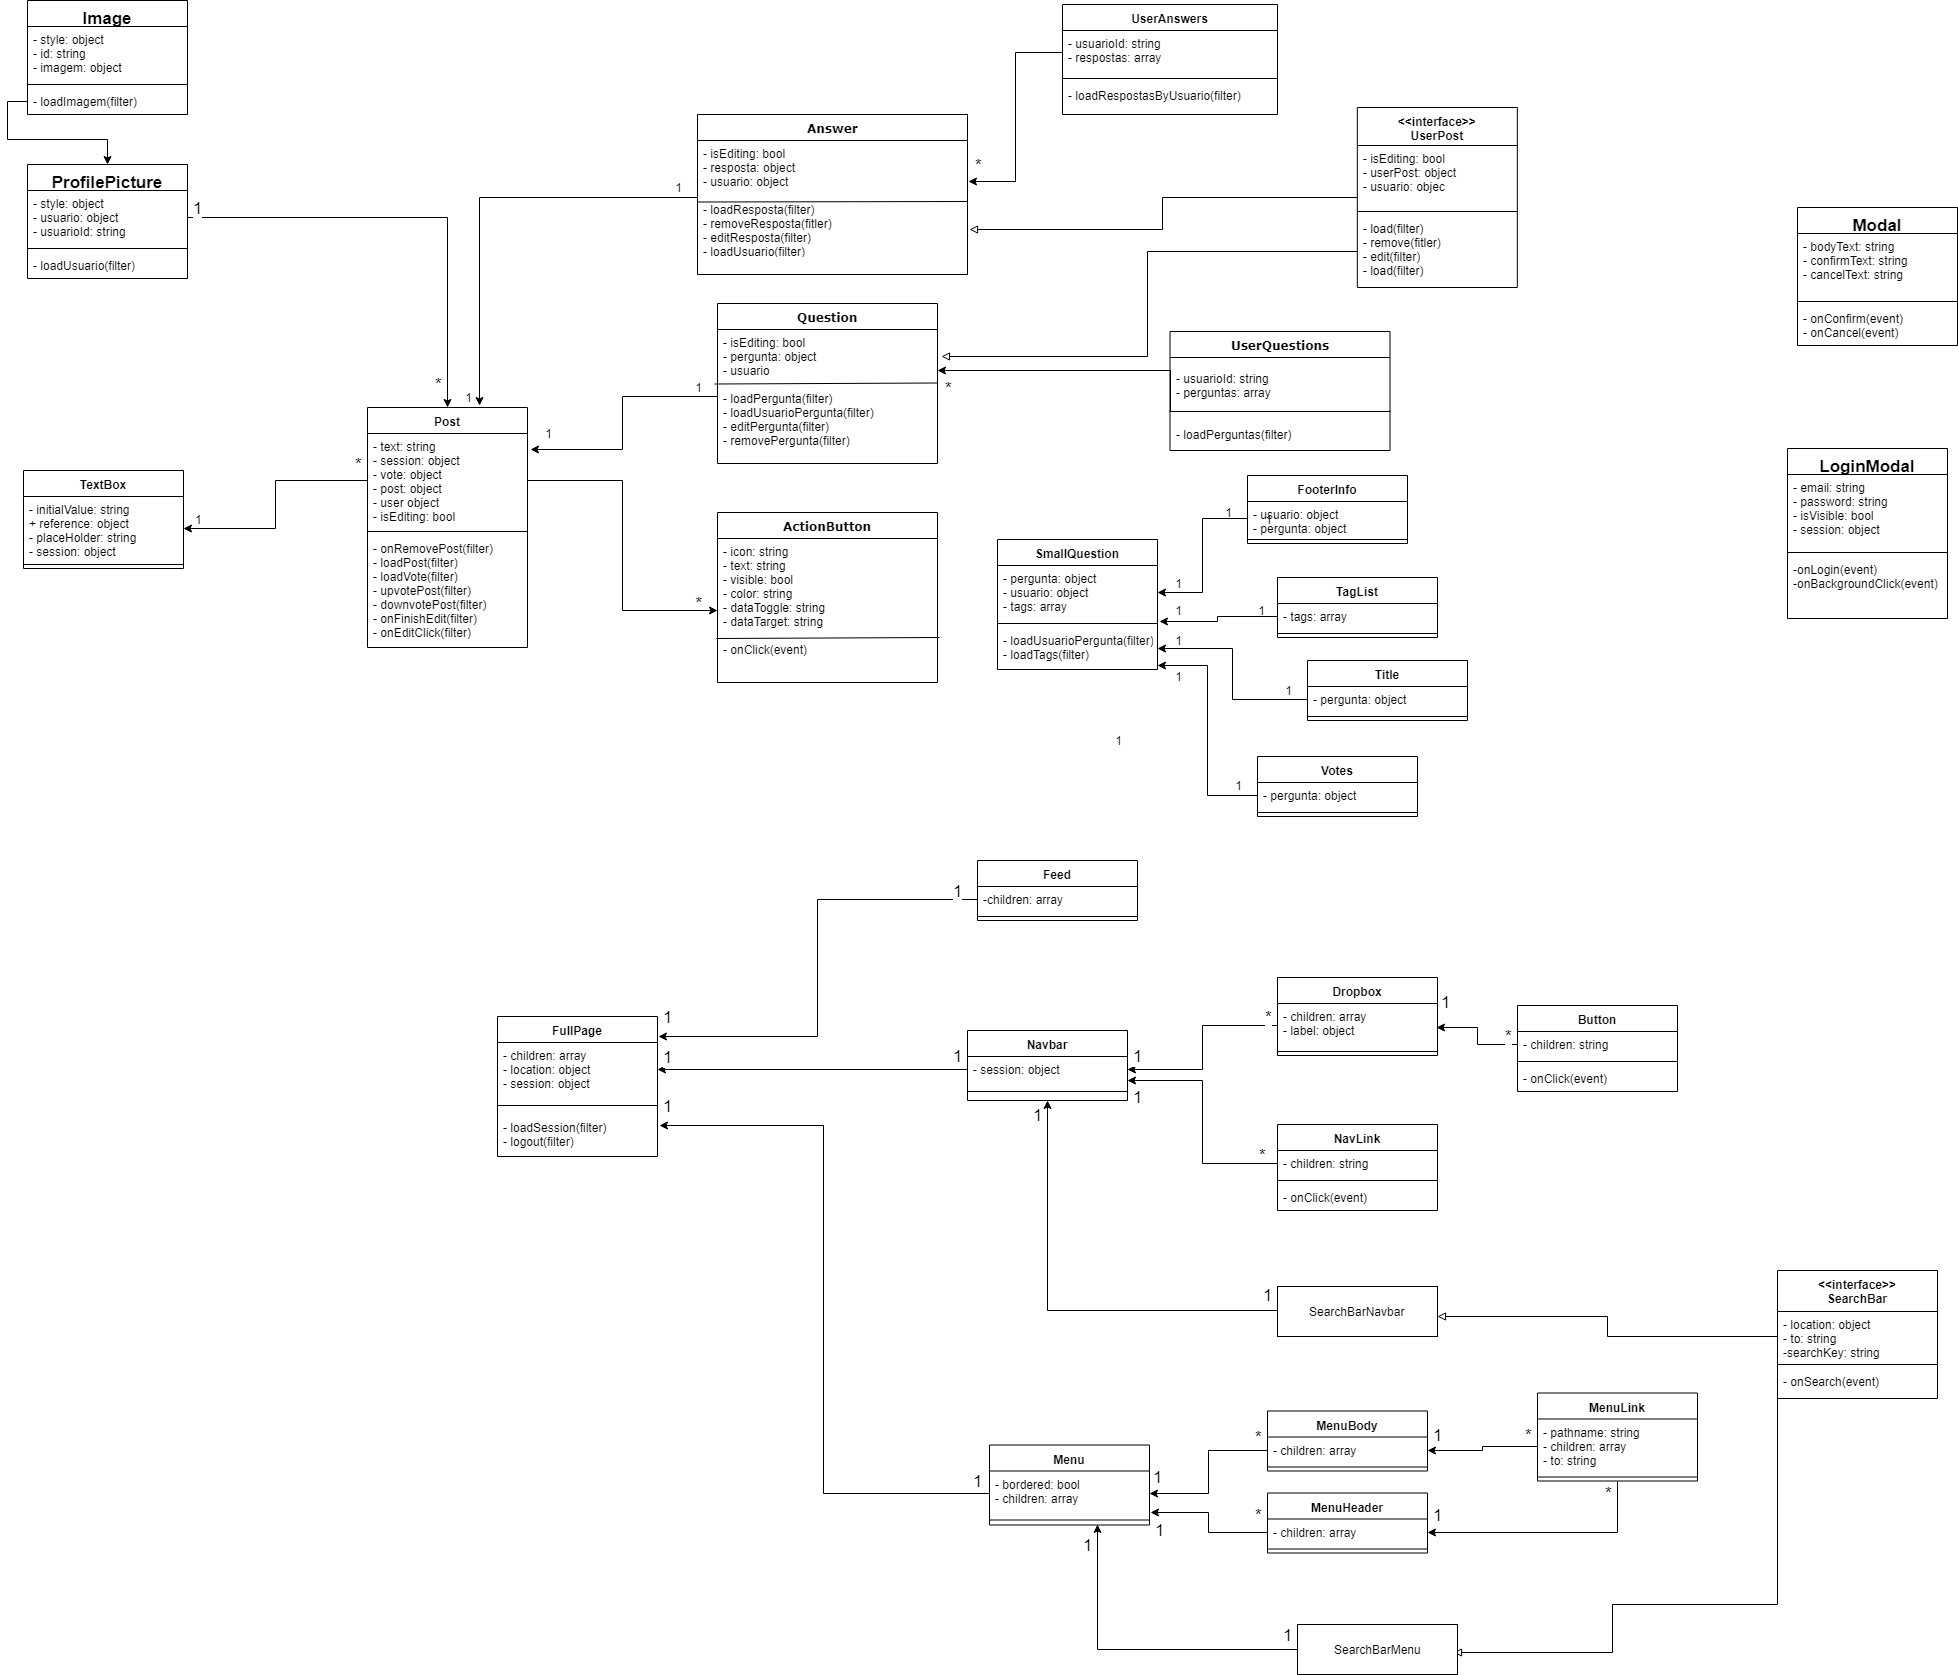 Image
- style: object
- id: string
- imagem: object
- loadImagem(filter)
ProfilePicture
- style: object
- usuario: object
- usuarioId: string
- loadUsuario(filter)
1
*
UserAnswers
- usuarioId: string
- respostas: array
- loadRespostasByUsuario(filter)
*
Answer
- isEditing: bool
- resposta: object
- usuario: object
- loadResposta(filter)
- removeResposta(fitler)
- editResposta(filter)
- loadUsuario(filter)
1
1
<<interface>>
UserPost
- isEditing: bool
- userPost: object
- usuario: objec
- load(filter)
- remove(fitler)
- edit(filter)
- load(filter)
Modal
- bodyText: string
- confirmText: string
- cancelText: string
- onConfirm(event)
- onCancel(event)
Question
- isEditing: bool
- pergunta: object
- usuario
- loadPergunta(filter)
- loadUsuarioPergunta(filter)
- editPergunta(filter)
- removePergunta(filter)
1
1
*
UserQuestions
- usuarioId: string
- perguntas: array
- loadPerguntas(filter)
Post
- text: string
- session: object
- vote: object
- post: object
- user object
- isEditing: bool
- onRemovePost(filter)
- loadPost(filter)
- loadVote(filter)
- upvotePost(filter)
- downvotePost(filter)
- onFinishEdit(filter)
- onEditClick(filter)
*
1
TextBox
- initialValue: string
+ reference: object
- placeHolder: string
- session: object
*
ActionButton
- icon: string
- text: string
- visible: bool
- color: string
- dataToggle: string
- dataTarget: string
- onClick(event)
LoginModal
- email: string
- password: string
- isVisible: bool
- session: object
-onLogin(event)
-onBackgroundClick(event)
SmallQuestion
- pergunta: object
- usuario: object
- tags: array
- loadUsuarioPergunta(filter)
- loadTags(filter)
1
1
1
1
1
FooterInfo
- usuario: object
1
- pergunta: object
1
TagList
- tags: array
1
Title
- pergunta: object
1
1
Votes
- pergunta: object
1
Feed
-children: array
FullPage
- children: array
- location: object
- session: object
- loadSession(filter)
- logout(filter)
1
1
1
1
Navbar
- session: object
1
1
1
*
Dropbox
- children: array
- label: object
1
*
Button
- children: string
- onClick(event)
*
NavLink
- children: string
- onClick(event)
1
SearchBarNavbar
<<interface>>
SearchBar
- location: object
- to: string
-searchKey: string
- onSearch(event)
1
Menu
- bordered: bool
- children: array
1
1
1
*
MenuBody
- children: array
1
*
MenuLink
- pathname: string
- children: array
- to: string
*
*
MenuHeader
- children: array
1
1
SearchBarMenu